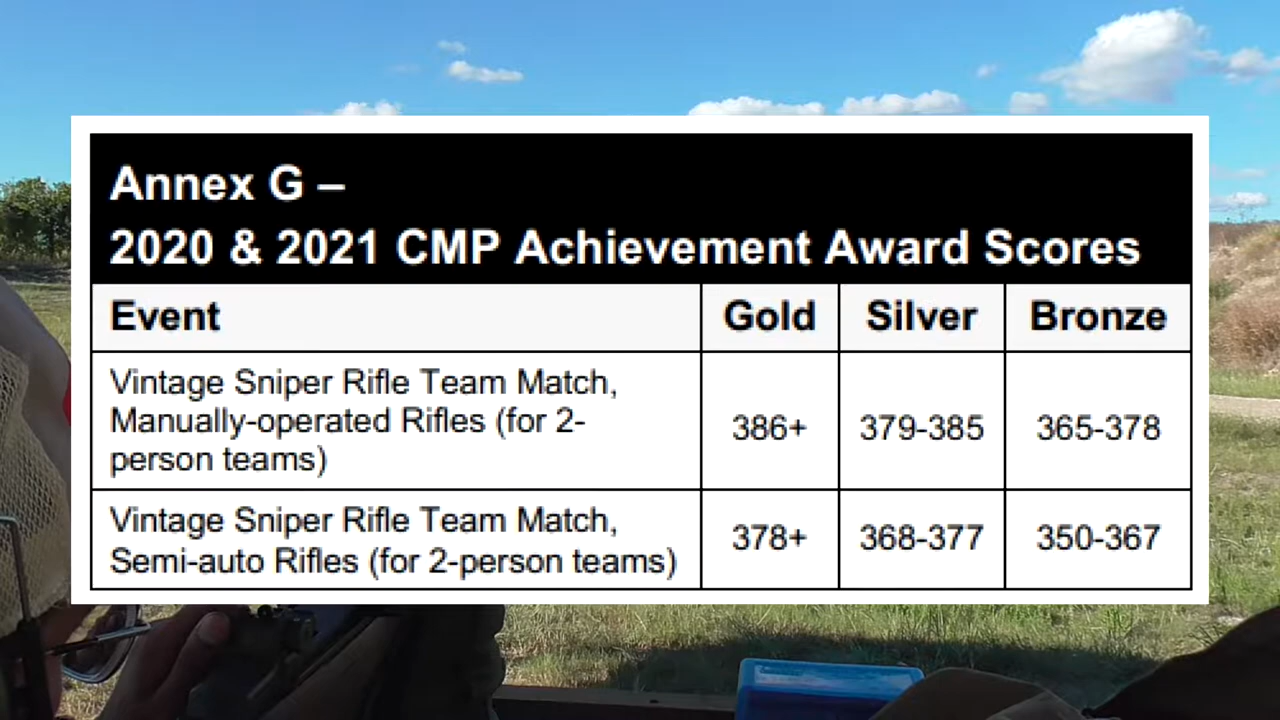 Annex G –
2020 & 2021 CMP Achievement Award Scores
Event Gold Silver Bronze
Vintage Sniper Rifle Team Match,
Manually-operated Rifles (for 2-
person teams) 386+ 379-385 365-378
Vintage Sniper Rifle Team Match,
Semi-auto Rifles (for 2-person teams) 378+ 368-377 350-367